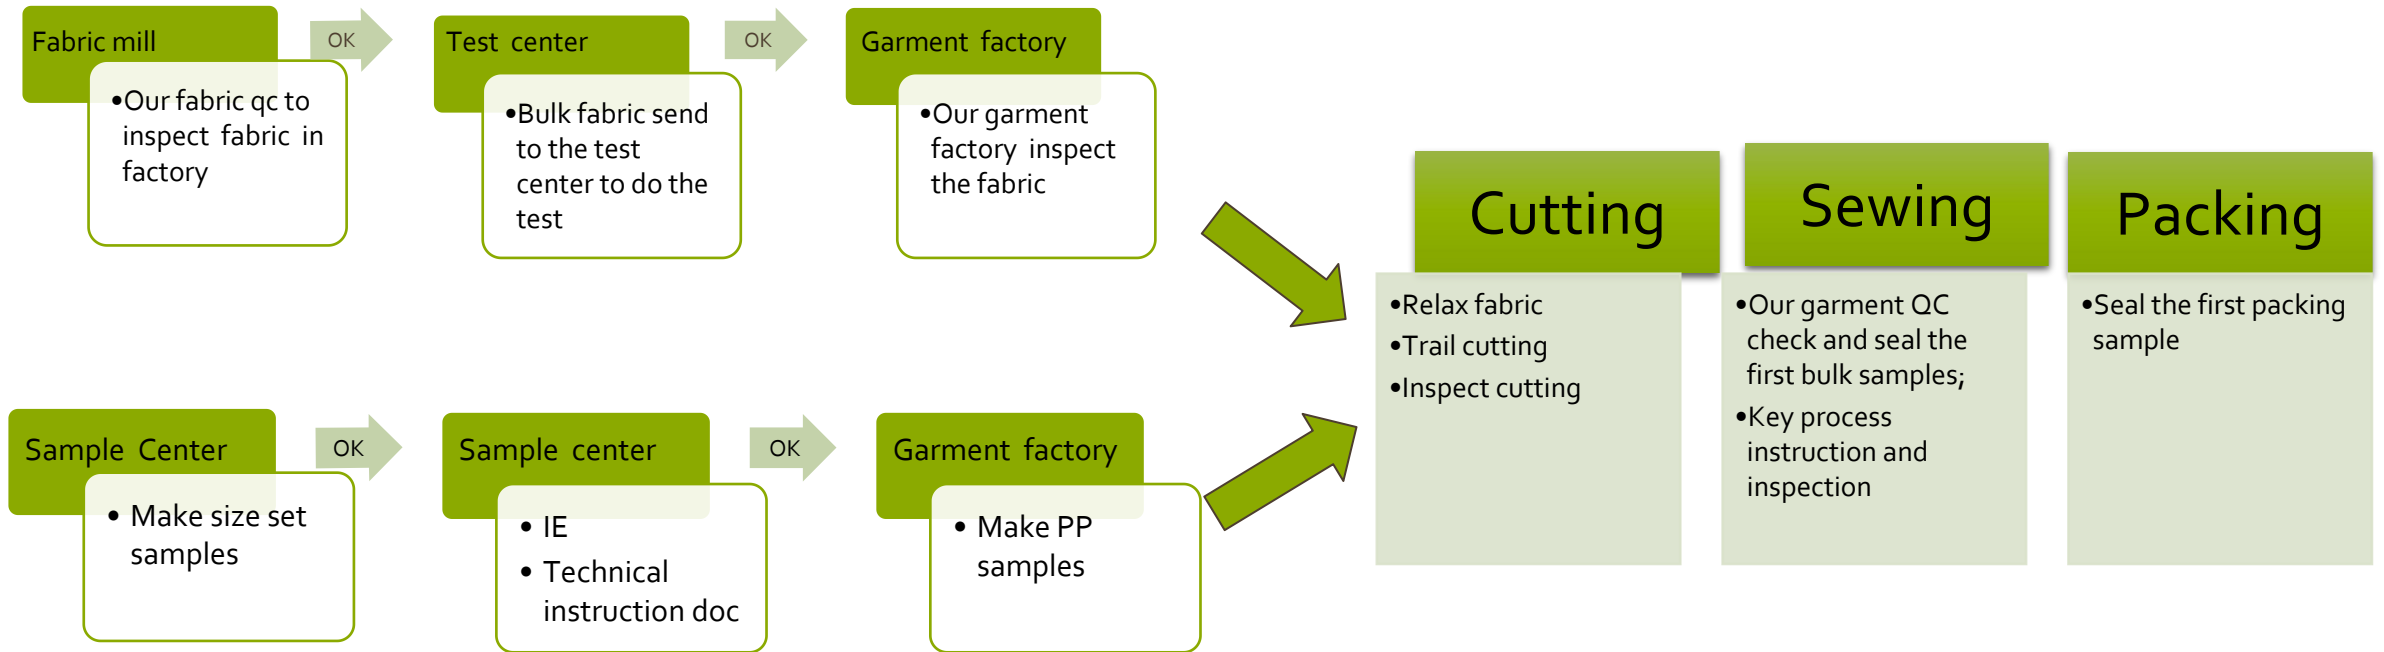 Fabric mill
•Our fabric qc to
inspect fabric in
factory
OK
Test center
•Bulk fabric send
to the test
center to do the
test
OK
Garment factory
•Our garment
factory inspect
the fabric
Sample Center
• Make size set
samples
OK
Sample center
• IE
• Technical
instruction doc
OK
Garment factory
• Make PP
samples
Cutting
•Relax fabric
•Trail cutting
•Inspect cutting
Sewing
•Our garment QC
check and seal the
first bulk samples;
•Key process
instruction and
inspection
Packing
•Seal the first packing
sample